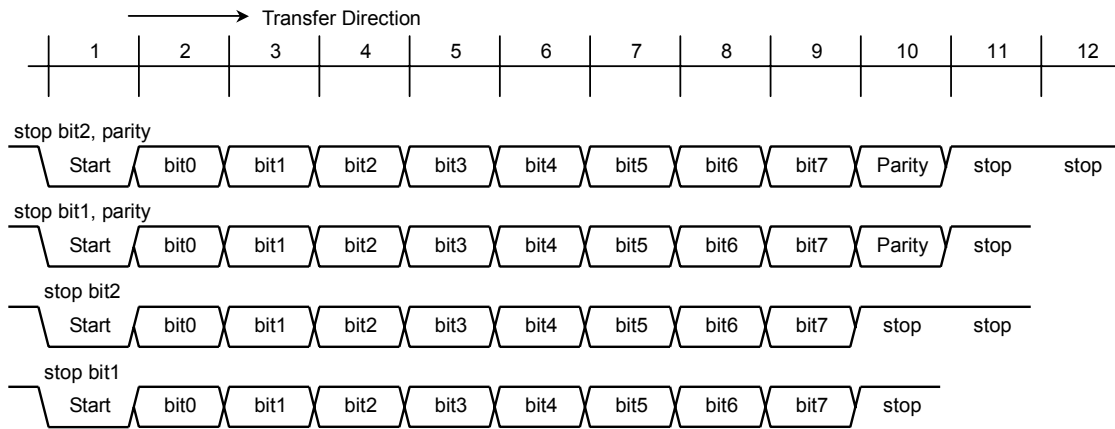 Transfer Direction
1 2 3 4 5 6 7 8 9 10 11 12
stop bit2, parity
Start bit0 bit1 bit2 bit3 bit4 bit5 bit6 bit7 Parity stop stop
stop bit1, parity
Start bit0 bit1 bit2 bit3 bit4 bit5 bit6 bit7 Parity stop
stop bit2
Start bit0 bit1 bit2 bit3 bit4 bit5 bit6 bit7 stop stop
stop bit1
Start bit0 bit1 bit2 bit3 bit4 bit5 bit6 bit7 stop